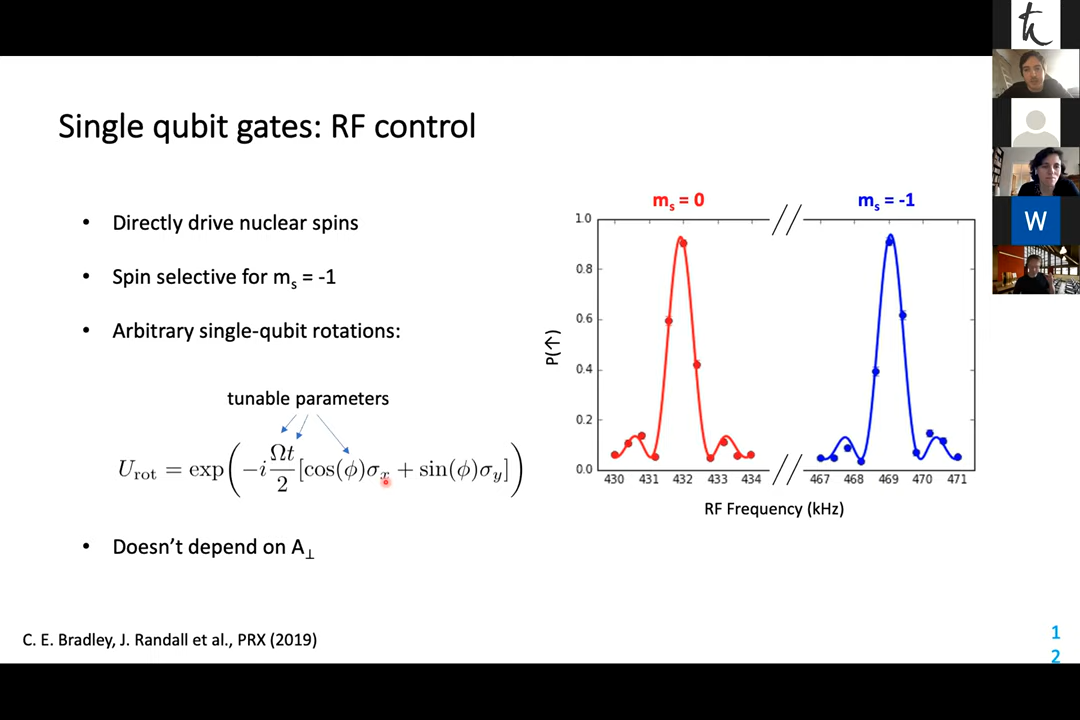 Single qubit gates: RF control
• Directly drive nuclear spins
• Spin selective for mₛ = -1
• Arbitrary single-qubit rotations:
tunable parameters
U_rot = exp(−i Ωt/2 [cos(ϕ)σₓ + sin(ϕ)σ_y])
• Doesn’t depend on A⊥
mₛ = 0
mₛ = -1
P(↑)
1.0
0.8
0.6
0.4
0.2
0.0
430 431 432 433 434 467 468 469 470 471
RF Frequency (kHz)
C. E. Bradley, J. Randall et al., PRX (2019)
1
2
W